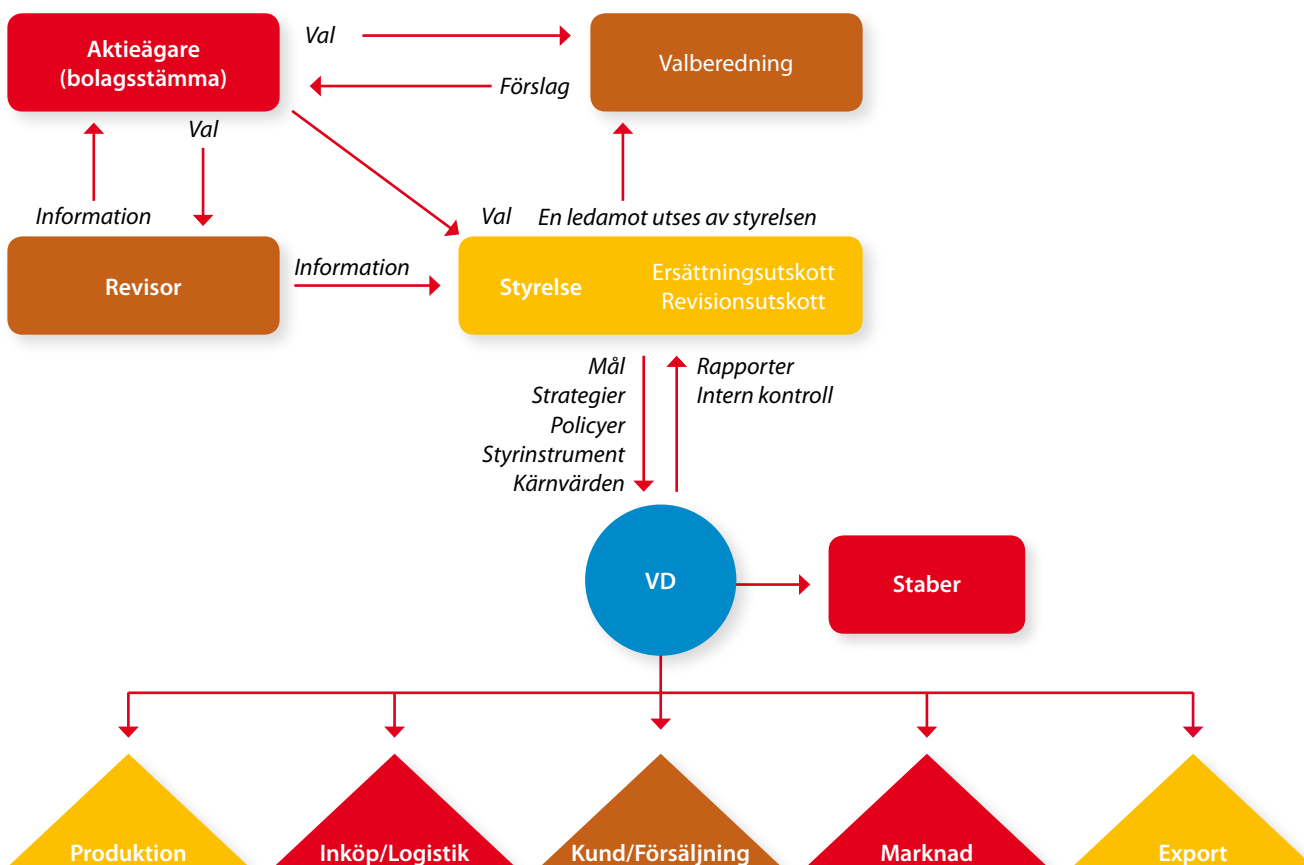 Aktieägare
(bolagsstämma)
Val
Valberedning
Förslag
Val
Information
Val
En ledamot utses av styrelsen
Revisor
Information
Styrelse
Ersättningsutskott
Revisionsutskott
Mål
Strategier
Policyer
Styrinstrument
Kärnvärden
Rapporter
Intern kontroll
VD
Staber
Produktion
Inköp/Logistik
Kund/Försäljning
Marknad
Export